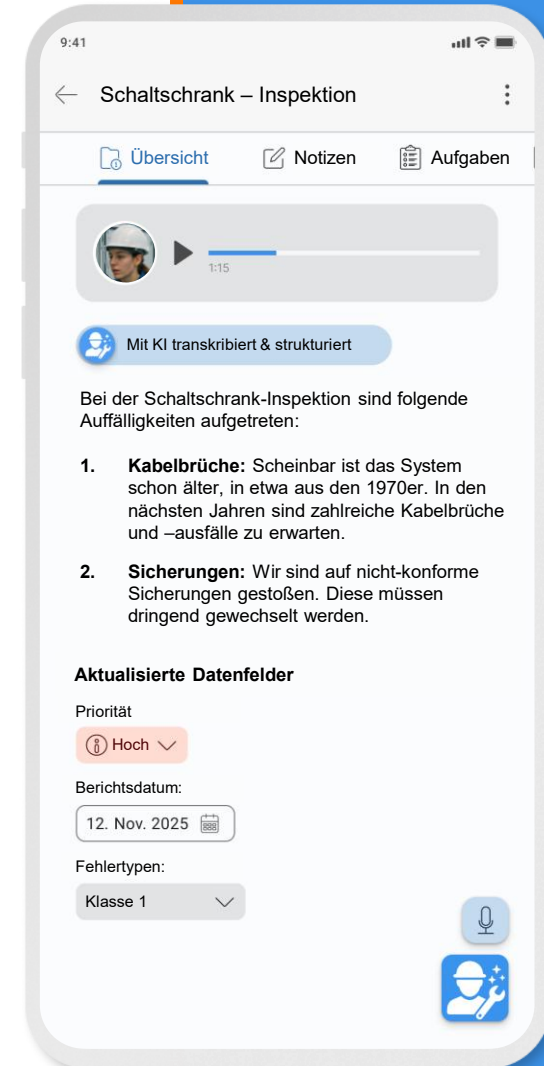 9:41
Schaltschrank – Inspektion
Übersicht Notizen Aufgaben
1:15
Mit KI transkribiert & strukturiert
Bei der Schaltschrank-Inspektion sind folgende
Auffälligkeiten aufgetreten:
1. Kabelbrüche: Scheinbar ist das System
schon älter, in etwa aus den 1970er. In den
nächsten Jahren sind zahlreiche Kabelbrüche
und –ausfälle zu erwarten.
2. Sicherungen: Wir sind auf nicht-konforme
Sicherungen gestoßen. Diese müssen
dringend gewechselt werden.
Aktualisierte Datenfelder
Priorität
Hoch
Berichtsdatum:
12. Nov. 2025
Fehlertypen:
Klasse 1